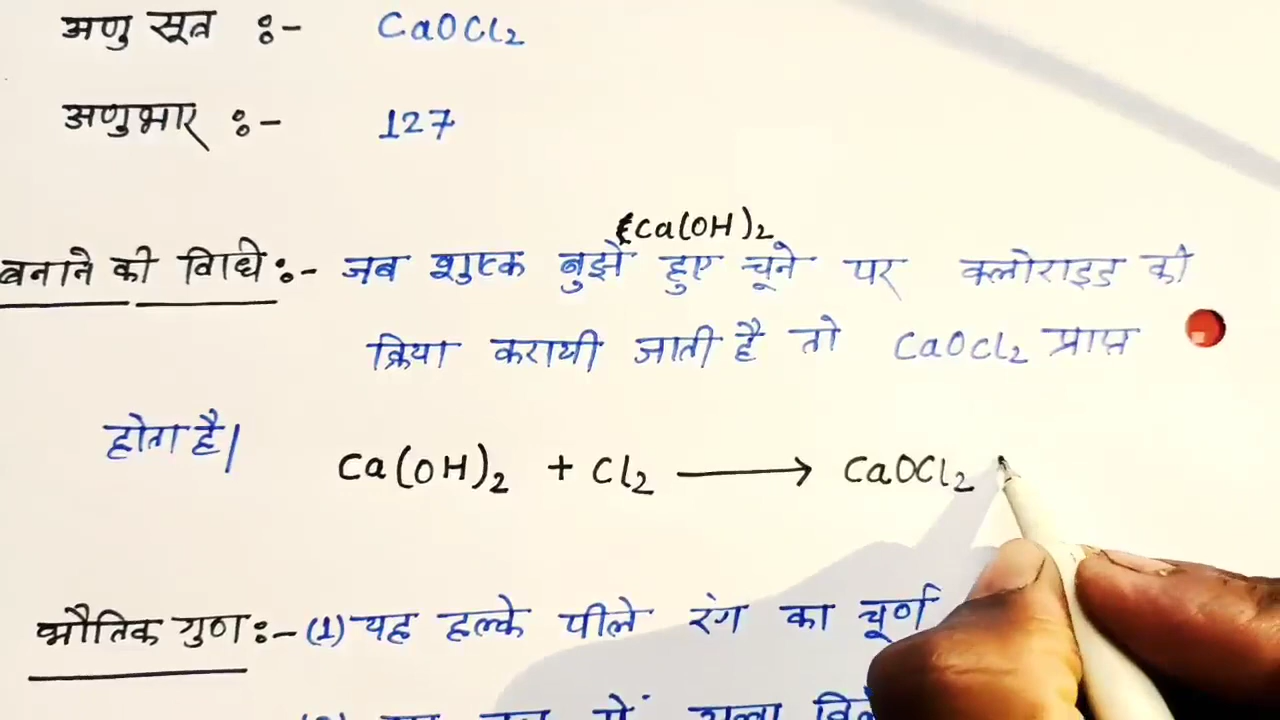 अणु सूत्र :- CaOCl₂
अणुभार :- 127
Ca(OH)₂
बनाने की विधि :- जब शुष्क बुझे हुए चूने पर क्लोराइड की
क्रिया करायी जाती है तो CaOCl₂ प्राप्त
होता है।
Ca(OH)₂ + Cl₂ ⟶ CaOCl₂
भौतिक गुण :- (1) यह हल्के पीले रंग का चूर्ण